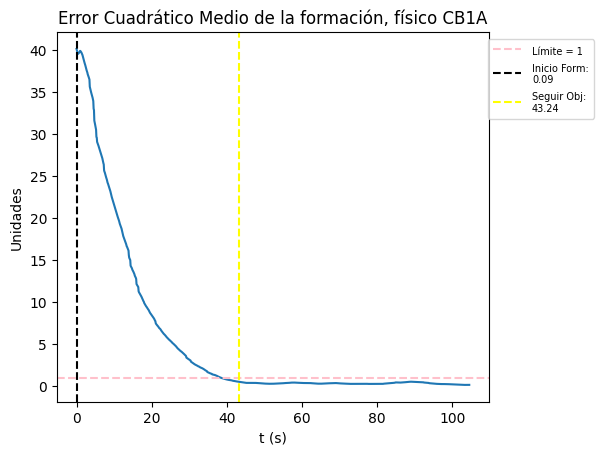 Error Cuadrático Medio de la formación, físico CB1A
Límite = 1
Inicio Form:
0.09
Seguir Obj:
43.24
Unidades
40
35
30
25
20
15
10
5
0
0 20 40 60 80 100
t (s)